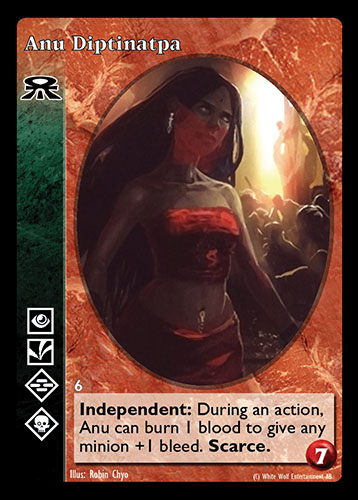 Anu Diptinatpa
6
Independent: During an action,
Anu can burn 1 blood to give any
minion +1 bleed. Scarce.
7
Illus: Robin Chyo
(C) White Wolf Entertainment AB